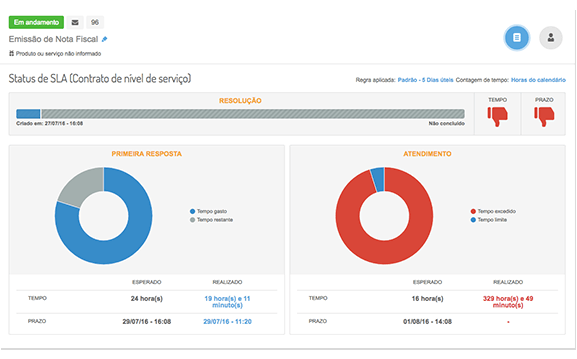 Em andamento 96
Emissão de Nota Fiscal
Produto ou serviço não informado
Status de SLA (Contrato de nível de serviço)
Regra aplicada: Padrão - 5 Dias úteis Contagem de tempo: Horas do calendário
RESOLUÇÃO
Criado em: 27/07/16 - 16:08
Não concluído
TEMPO
PRAZO
PRIMEIRA RESPOSTA
Tempo gasto
Tempo restante
ESPERADO REALIZADO
TEMPO 24 hora(s) 19 hora(s) e 11
minuto(s)
PRAZO 29/07/16 - 16:08 29/07/16 - 11:20
ATENDIMENTO
Tempo excedido
Tempo limite
ESPERADO REALIZADO
TEMPO 16 hora(s) 329 hora(s) e 49
minuto(s)
PRAZO 01/08/16 - 14:08 -